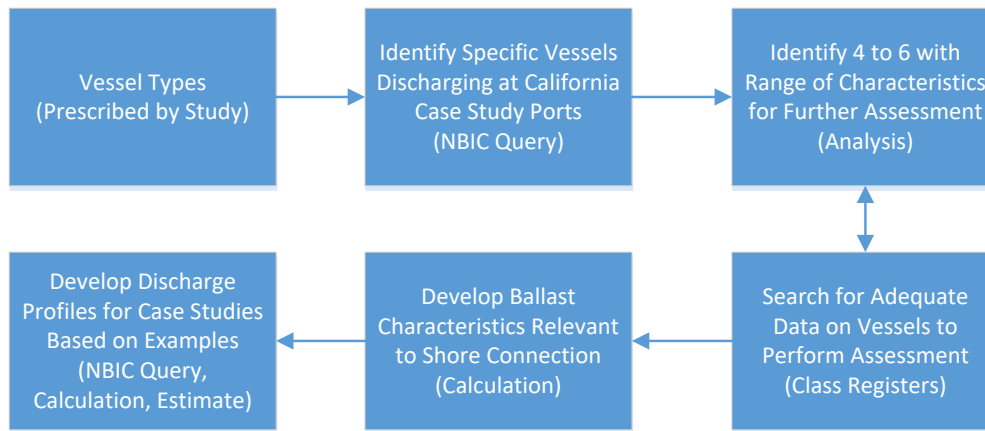 Vessel Types
(Prescribed by Study)
Identify Specific Vessels
Discharging at California
Case Study Ports
(NBIC Query)
Identify 4 to 6 with
Range of Characteristics
for Further Assessment
(Analysis)
Search for Adequate
Data on Vessels to
Perform Assessment
(Class Registers)
Develop Ballast
Characteristics Relevant
to Shore Connection
(Calculation)
Develop Discharge
Profiles for Case Studies
Based on Examples
(NBIC Query,
Calculation, Estimate)